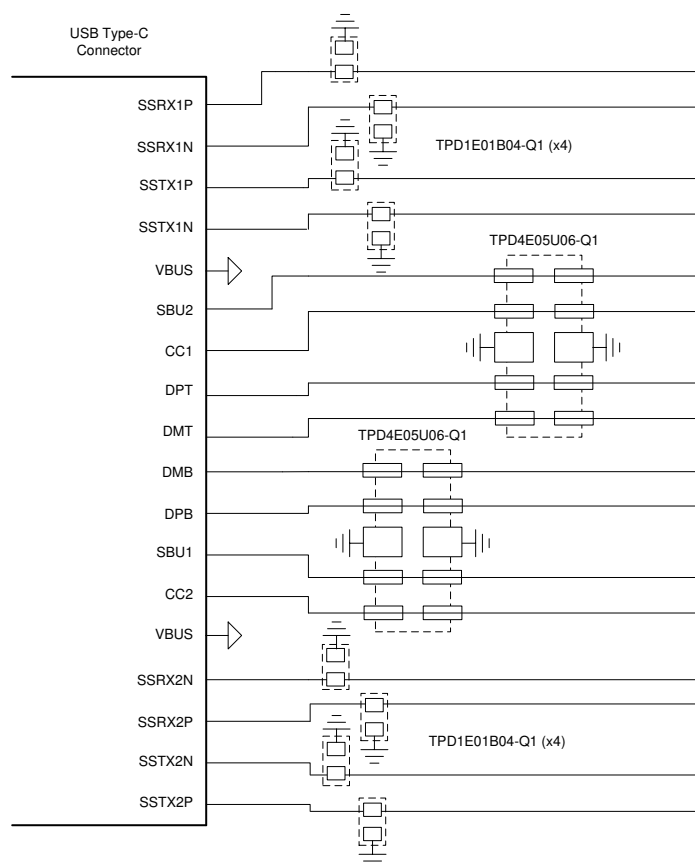 USB Type-C
Connector
SSRX1P
SSRX1N
TPD1E01B04-Q1 (x4)
SSTX1P
SSTX1N
TPD4E05U06-Q1
VBUS
SBU2
CC1
DPT
DMT
TPD4E05U06-Q1
DMB
DPB
SBU1
CC2
VBUS
SSRX2N
SSRX2P
TPD1E01B04-Q1 (x4)
SSTX2N
SSTX2P